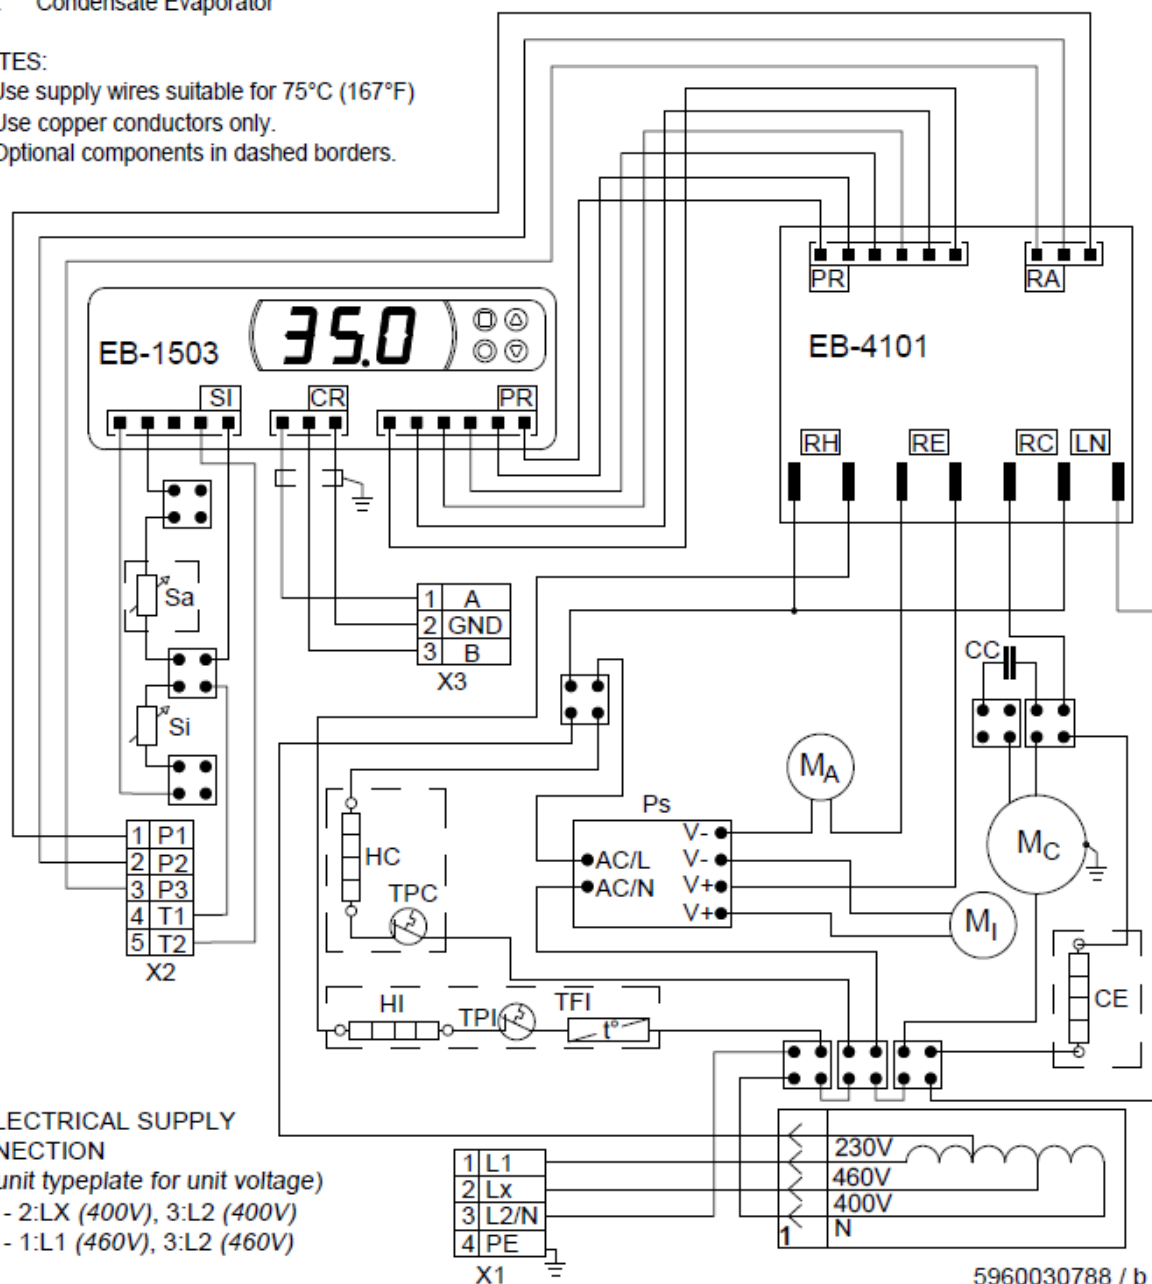 Condensate Evaporator
TES:
Use supply wires suitable for 75°C (167°F)
Use copper conductors only.
Optional components in dashed borders.
PR
RA
EB-4101
35.0
EB-1503
SI
CR
PR
RH
RE
RC
LN
Sa
1 A
2 GND
3 B
X3
CC
Si
MA
Ps
V-
AC/L
V-
AC/N
V+
V+
MC
MI
1 P1
2 P2
3 P3
4 T1
5 T2
X2
HC
TPC
HI
TPI
TFI
t°
CE
LECTRICAL SUPPLY
NECTION
unit typeplate for unit voltage)
- 2:LX (400V), 3:L2 (400V)
- 1:L1 (460V), 3:L2 (460V)
1 L1
2 Lx
3 L2/N
4 PE
X1
230V
460V
400V
1 N
5960030788 / b